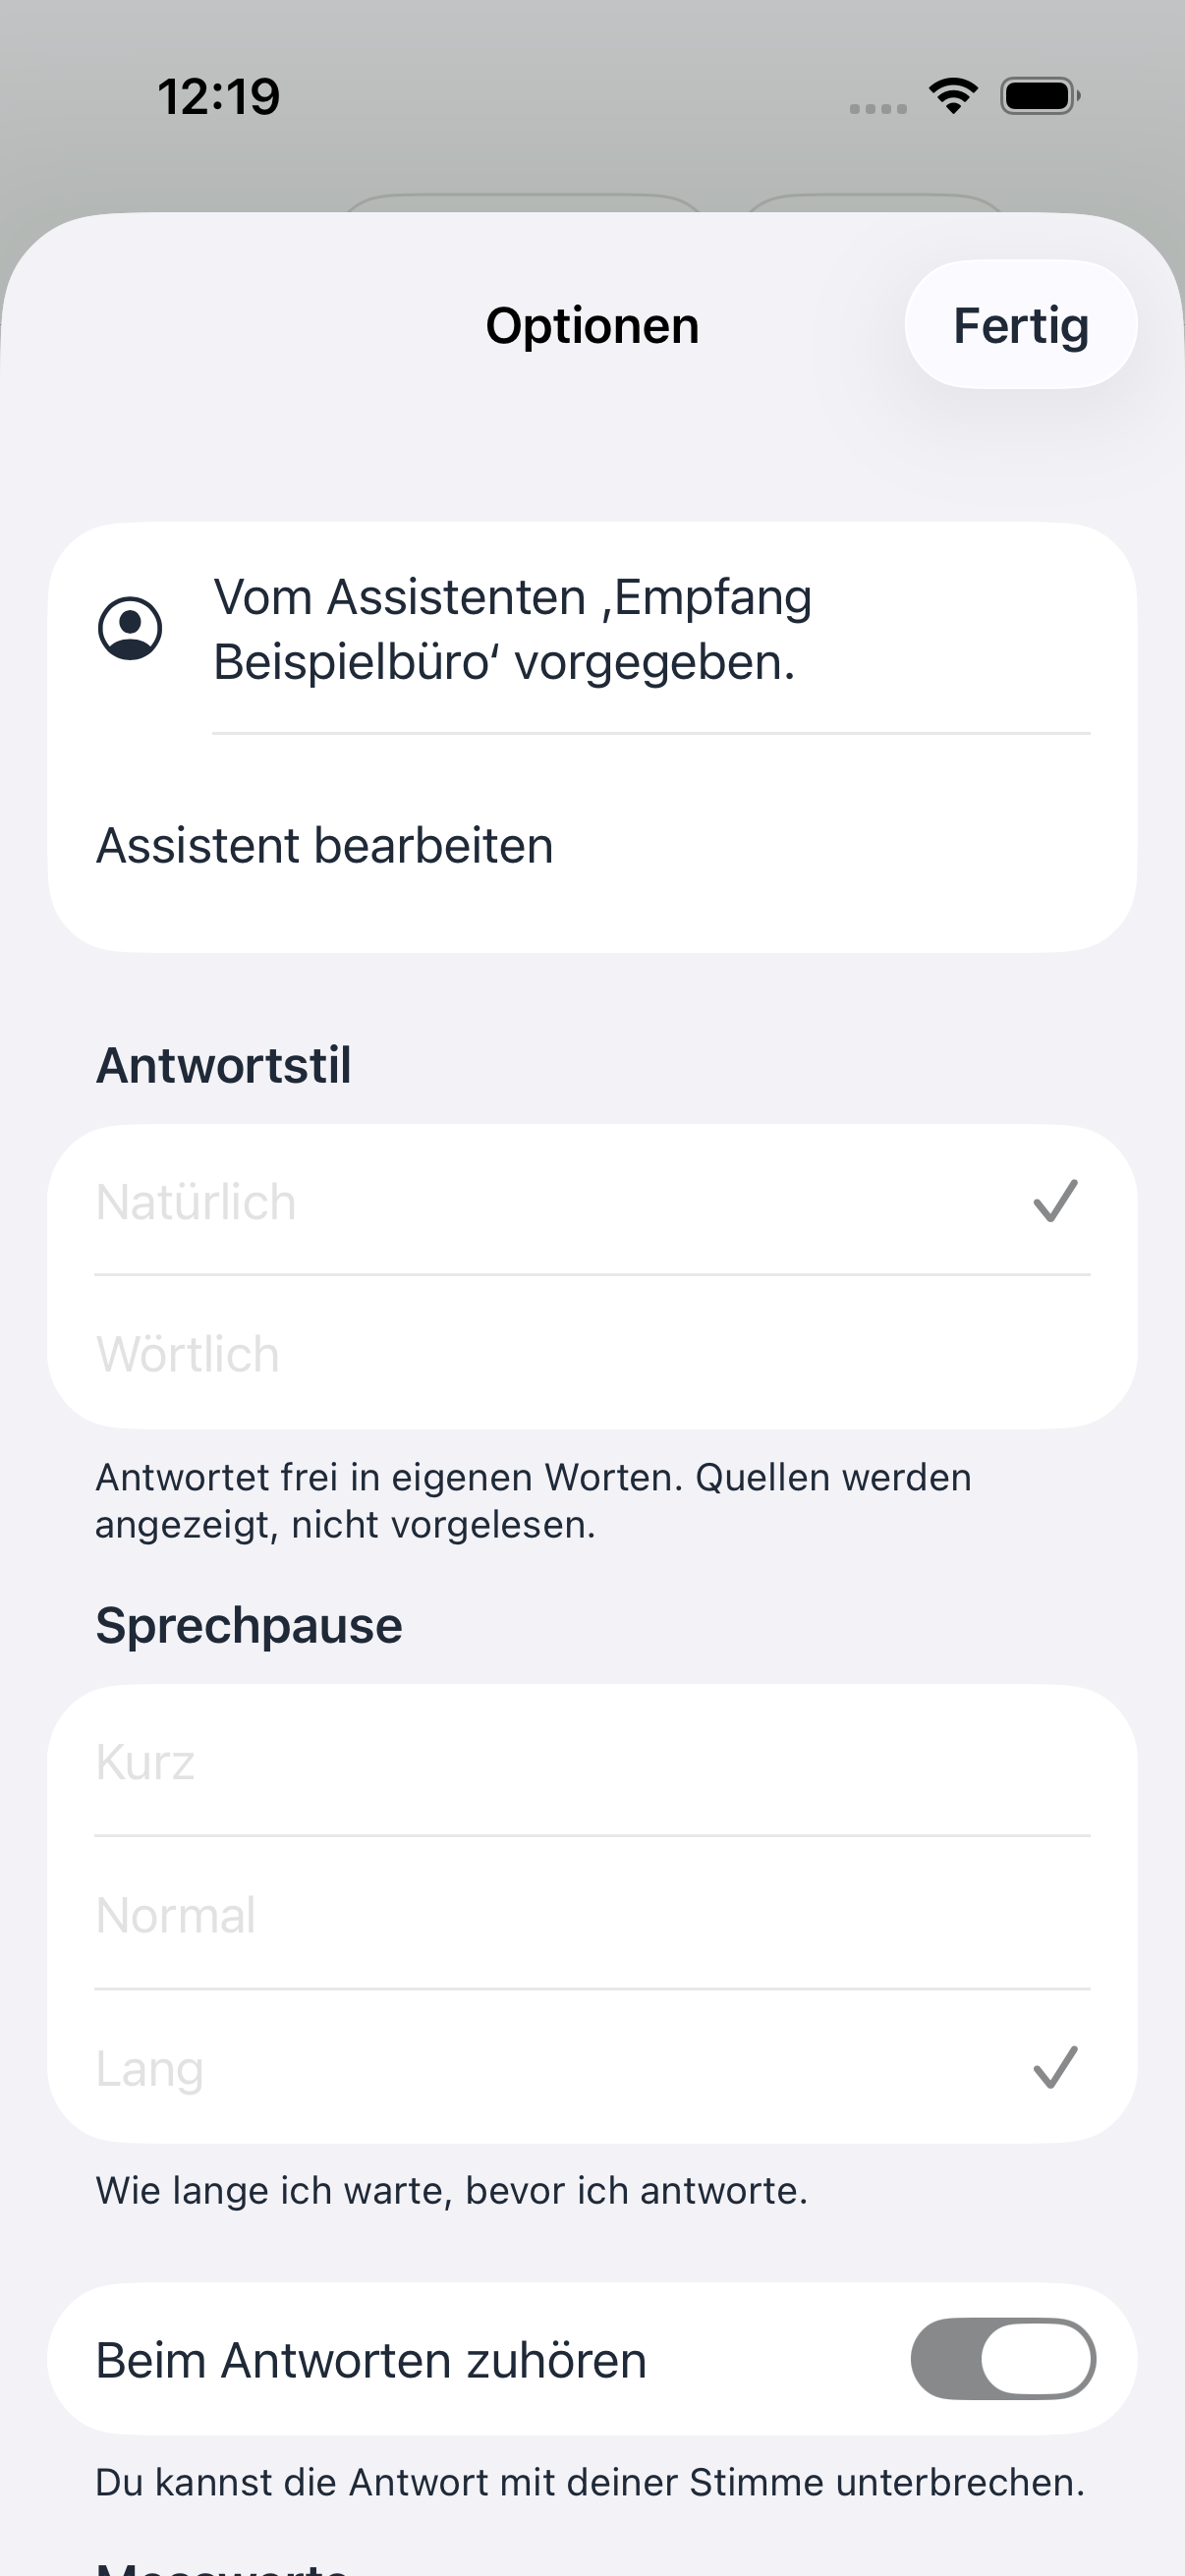 12:19
Optionen
Fertig
Vom Assistenten ‚Empfang
Beispielbüro‘ vorgegeben.
Assistent bearbeiten
Antwortstil
Natürlich
Wörtlich
Antwortet frei in eigenen Worten. Quellen werden
angezeigt, nicht vorgelesen.
Sprechpause
Kurz
Normal
Lang
Wie lange ich warte, bevor ich antworte.
Beim Antworten zuhören
Du kannst die Antwort mit deiner Stimme unterbrechen.
Messwerte